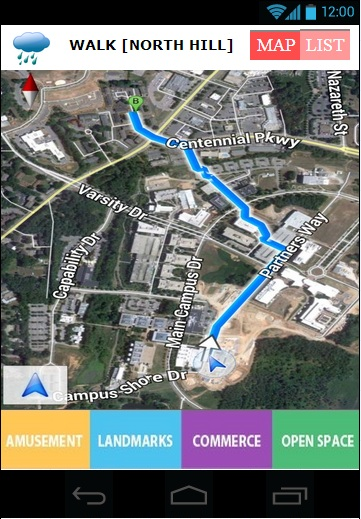 12:00
WALK [NORTH HILL] MAP LIST
Nazareth St
B
Centennial Pkwy
Varsity Dr
Partners Way
Capability Dr
Main Campus Dr
Campus Shore Dr
AMUSEMENT LANDMARKS COMMERCE OPEN SPACE